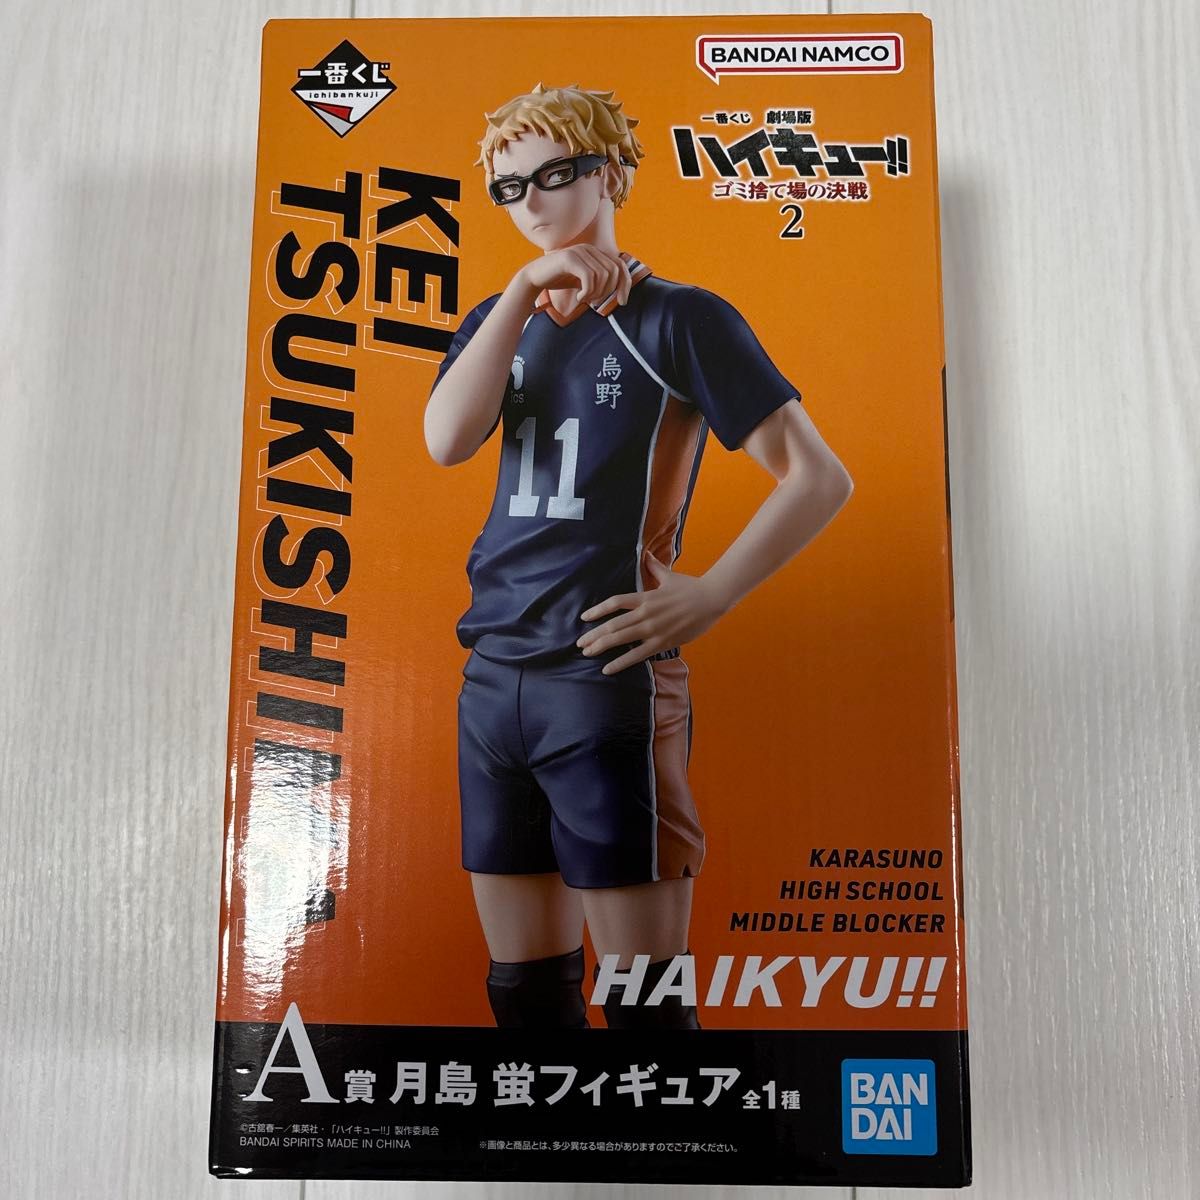 一番くじ
ichibankuji
BANDAI NAMCO
一番くじ 劇場版
ハイキュー!!
ゴミ捨て場の決戦
2
KEI
TSUKISHIMA
烏野
11
KARASUNO
HIGH SCHOOL
MIDDLE BLOCKER
HAIKYU!!
A賞 月島 蛍フィギュア 全1種
©古舘春一/集英社・「ハイキュー!!」製作委員会
BANDAI SPIRITS MADE IN CHINA
※画像と商品とは、多少異なる場合がありますのでご了承ください。
BAN
DAI